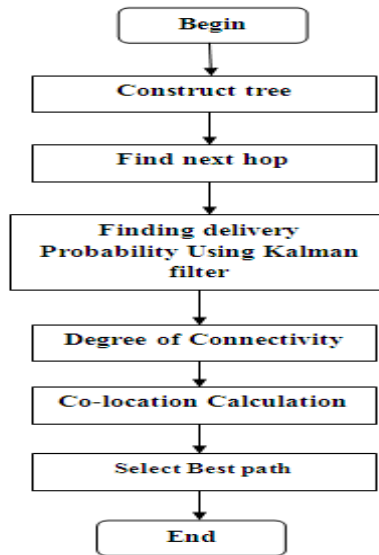 Begin
Construct tree
Find next hop
Finding delivery
Probability Using Kalman
filter
Degree of Connectivity
Co-location Calculation
Select Best path
End